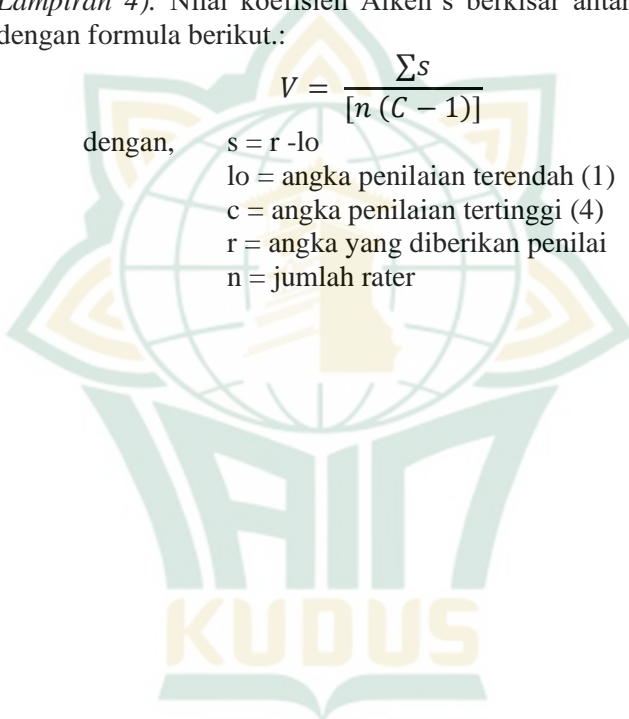 Lampiran 4). Nilai koefisien Aiken's berkisar antar
dengan formula berikut.:
V = ∑s / [n (C − 1)]
dengan, s = r -lo
lo = angka penilaian terendah (1)
c = angka penilaian tertinggi (4)
r = angka yang diberikan penilai
n = jumlah rater
IAIN
KUDUS